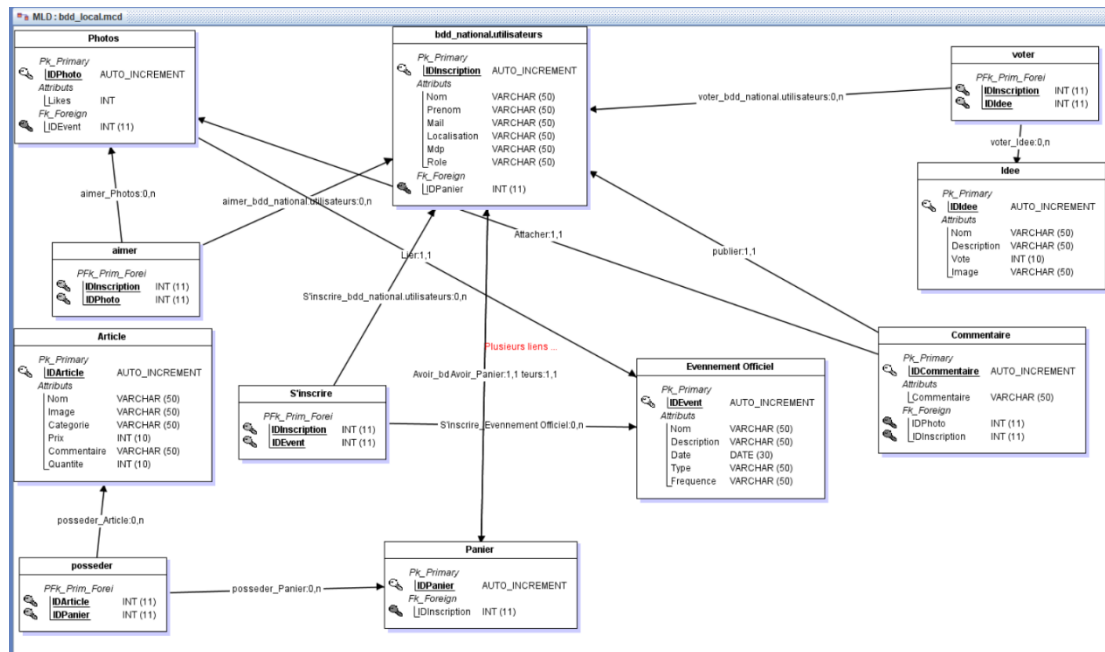 MLD : bdd_local.mcd
Photos
Pk_Primary
IDPhoto AUTO_INCREMENT
Attributs
Likes INT
Fk_Foreign
IDEvent INT (11)
bdd_national.utilisateurs
Pk_Primary
IDInscription AUTO_INCREMENT
Attributs
Nom VARCHAR (50)
Prenom VARCHAR (50)
Mail VARCHAR (50)
Localisation VARCHAR (50)
Mdp VARCHAR (50)
Role VARCHAR (50)
Fk_Foreign
IDPanier INT (11)
voter
PFk_Prim_Forei
IDInscription INT (11)
IDIdee INT (11)
voter_bdd_national.utilisateurs:0,n
voter_Idee:0,n
Idee
Pk_Primary
IDIdee AUTO_INCREMENT
Attributs
Nom VARCHAR (50)
Description VARCHAR (50)
Vote INT (10)
Image VARCHAR (50)
aimer_Photos:0,n
aimer_bdd_national.utilisateurs:0,n
Attacher:1,1
publier:1,1
Lier:1,1
aimer
PFk_Prim_Forei
IDInscription INT (11)
IDPhoto INT (11)
S'inscrire_bdd_national.utilisateurs:0,n
Article
Pk_Primary
IDArticle AUTO_INCREMENT
Attributs
Nom VARCHAR (50)
Image VARCHAR (50)
Categorie VARCHAR (50)
Prix INT (10)
Commentaire VARCHAR (50)
Quantite INT (10)
Plusieurs liens ...
Avoir_bdAvoir_Panier:1,1 teurs:1,1
S'inscrire
PFk_Prim_Forei
IDInscription INT (11)
IDEvent INT (11)
S'inscrire_Evennement Officiel:0,n
Evennement Officiel
Pk_Primary
IDEvent AUTO_INCREMENT
Attributs
Nom VARCHAR (50)
Description VARCHAR (50)
Date DATE (30)
Type VARCHAR (50)
Frequence VARCHAR (50)
Commentaire
Pk_Primary
IDCommentaire AUTO_INCREMENT
Attributs
Commentaire VARCHAR (50)
Fk_Foreign
IDPhoto INT (11)
IDInscription INT (11)
posseder_Article:0,n
posseder
PFk_Prim_Forei
IDArticle INT (11)
IDPanier INT (11)
posseder_Panier:0,n
Panier
Pk_Primary
IDPanier AUTO_INCREMENT
Fk_Foreign
IDInscription INT (11)